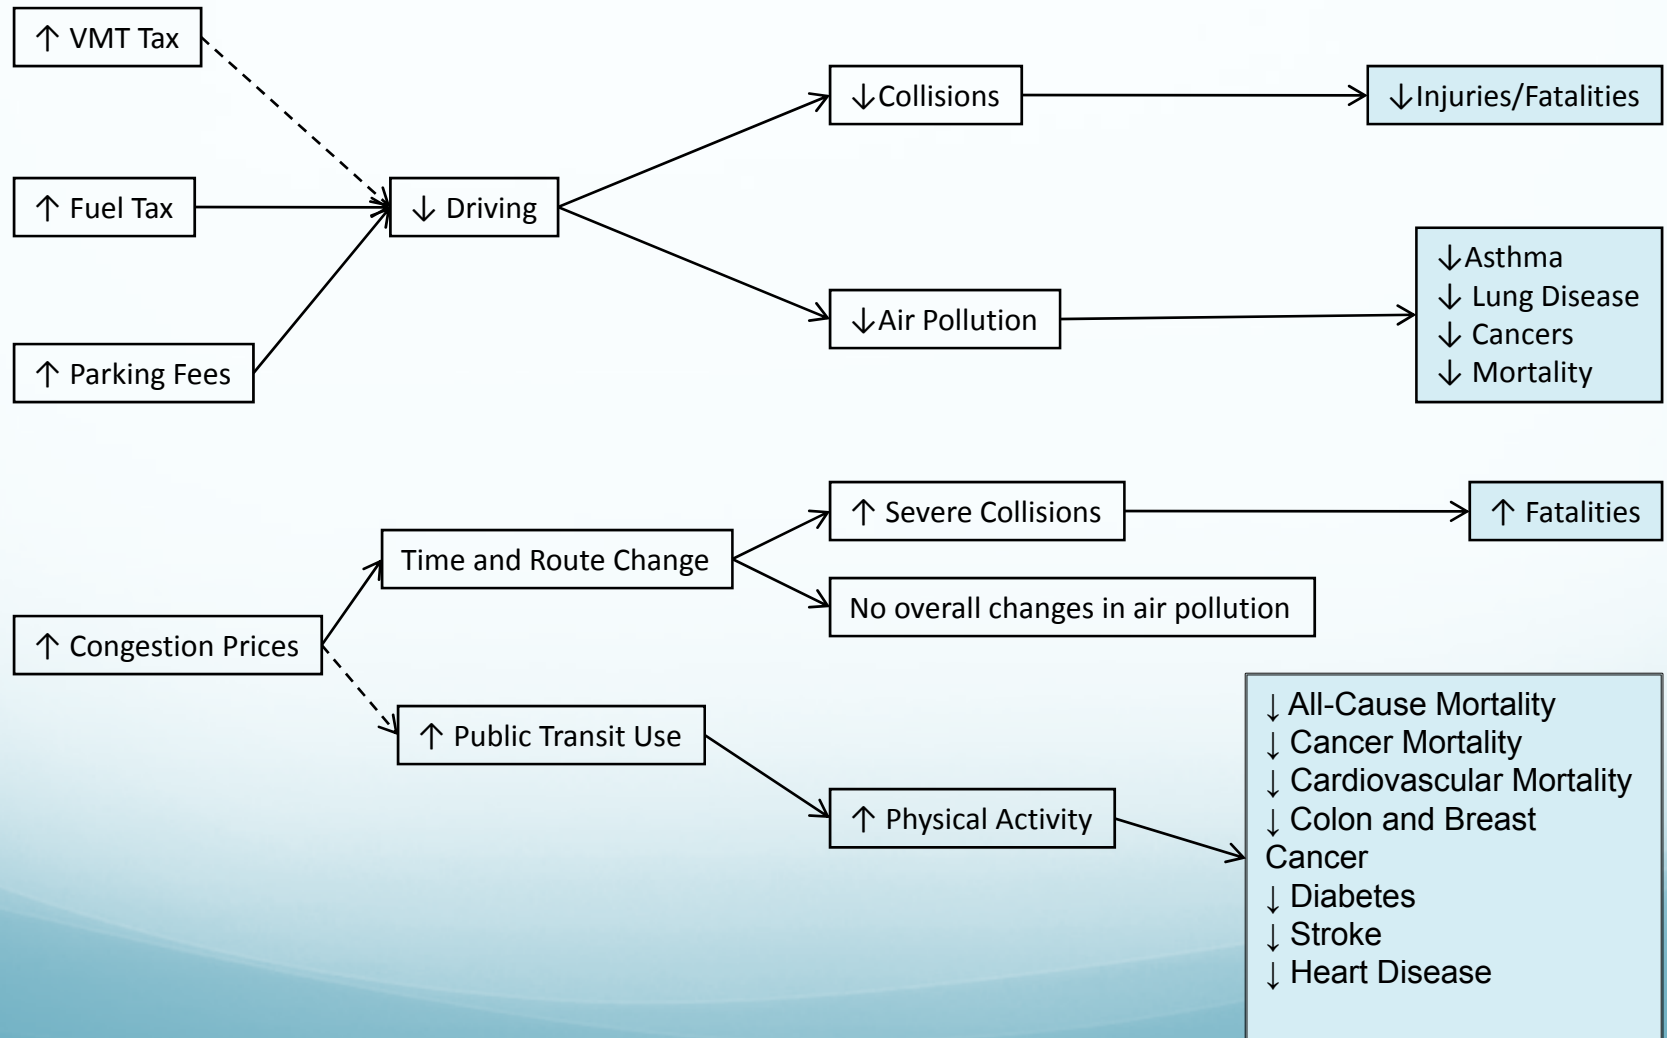 ↑ VMT Tax
↓Collisions
↓Injuries/Fatalities
↑ Fuel Tax
↓ Driving
↓Asthma
↓ Lung Disease
↓ Cancers
↓ Mortality
↓Air Pollution
↑ Parking Fees
↑ Severe Collisions
↑ Fatalities
Time and Route Change
No overall changes in air pollution
↑ Congestion Prices
↑ Public Transit Use
↑ Physical Activity
↓ All-Cause Mortality
↓ Cancer Mortality
↓ Cardiovascular Mortality
↓ Colon and Breast
Cancer
↓ Diabetes
↓ Stroke
↓ Heart Disease